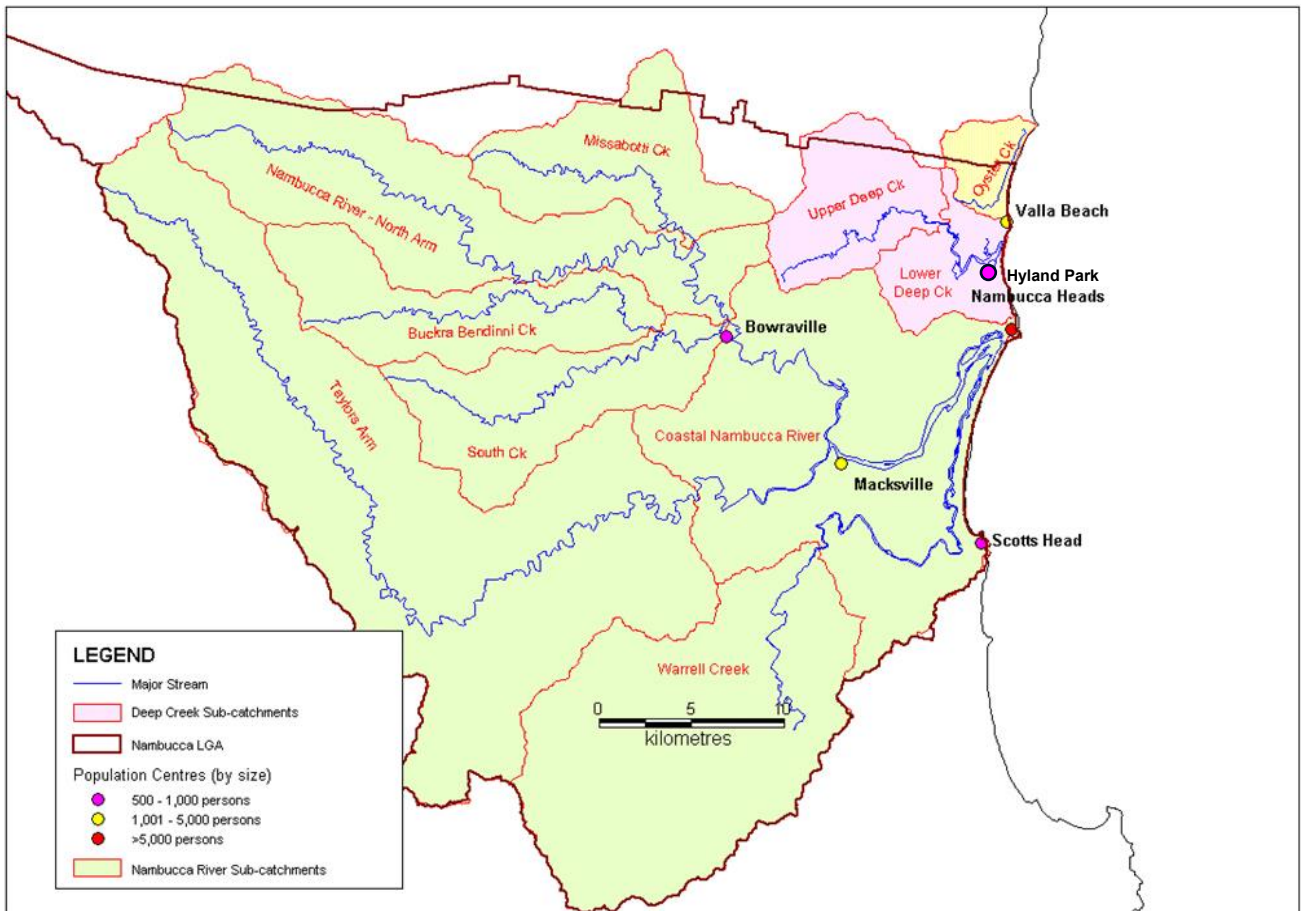 Missabotti Ck
Oyster Ck
Nambucca River - North Arm
Upper Deep Ck
Valla Beach
Lower
Deep Ck
Hyland Park
Nambucca Heads
Buckra Bendinni Ck
Bowraville
Taylors Arm
South Ck
Coastal Nambucca River
Macksville
Scotts Head
Warrell Creek
0 5 10
kilometres
LEGEND
Major Stream
Deep Creek Sub-catchments
Nambucca LGA
Population Centres (by size)
500 - 1,000 persons
1,001 - 5,000 persons
>5,000 persons
Nambucca River Sub-catchments